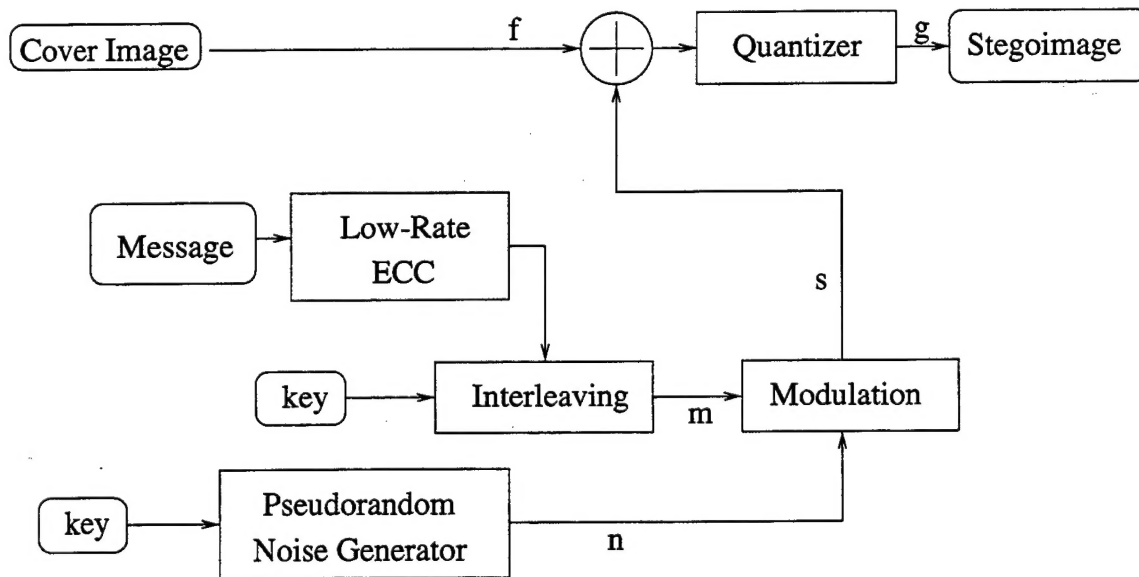 f
Cover Image
Quantizer
g
Stegoimage
Message
Low-Rate
ECC
s
key
Interleaving
m
Modulation
key
Pseudorandom
Noise Generator
n